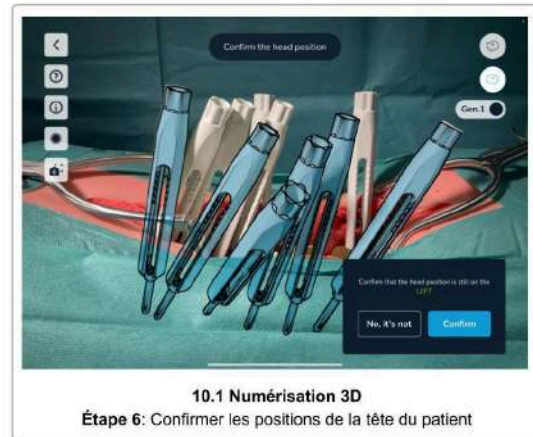 Confirm the head position
Gen.1
Confirm that the head position is still on the
LEFT
No, it's not
Confirm
10.1 Numérisation 3D
Étape 6: Confirmer les positions de la tête du patient